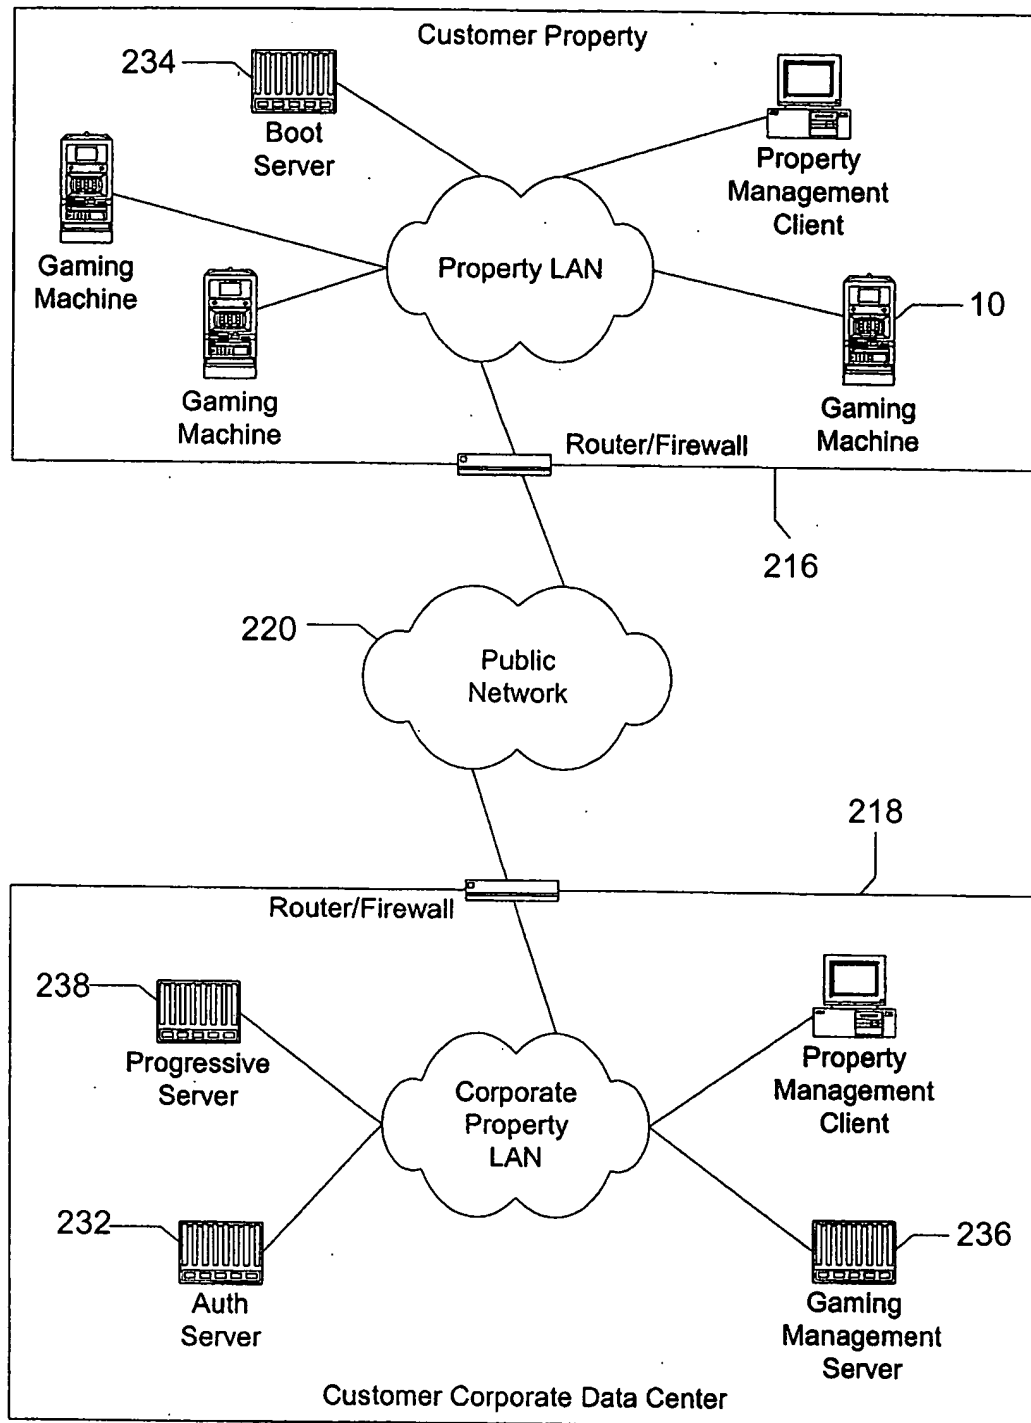 Customer Property
234
Boot
Server
Property
Management
Client
Gaming
Machine
Property LAN
10
Gaming
Machine
Gaming
Machine
Router/Firewall
216
220
Public
Network
218
Router/Firewall
238
Progressive
Server
Corporate
Property
LAN
Property
Management
Client
232
Auth
Server
236
Gaming
Management
Server
Customer Corporate Data Center